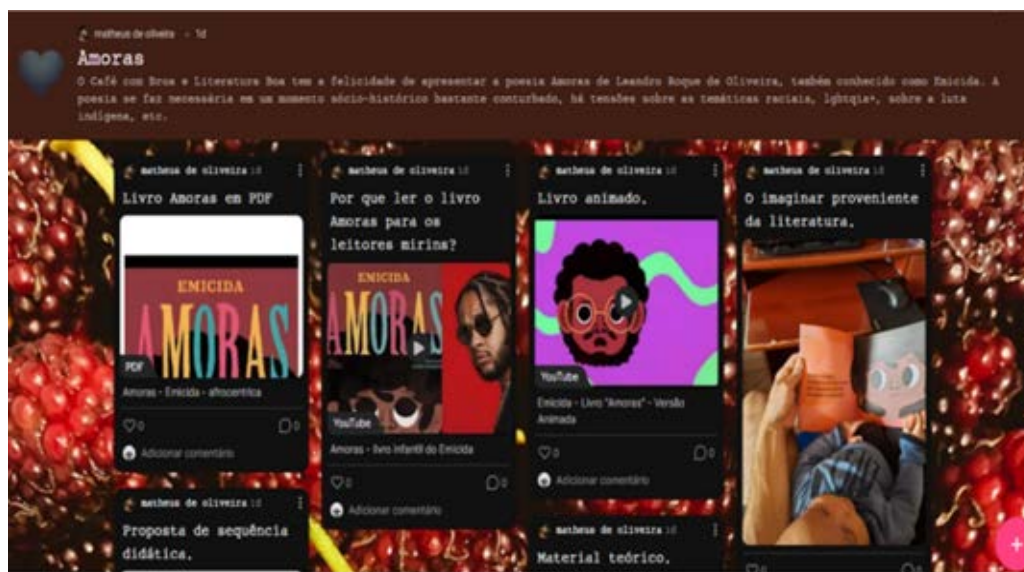 matheus de oliveira • 1d
Amoras
O Café com Broa e Literatura Boa tem a felicidade de apresentar a poesia Amoras de Leandro Roque de Oliveira, também conhecido como Emicida. A
poesia se faz necessária em um momento sócio-histórico bastante conturbado, há tensões sobre as temáticas raciais, lgbtqia+, sobre a luta
indígena, etc.
matheus de oliveira 1d
Livro Amoras em PDF
EMICIDA
AMORAS
PDF
Amoras - Emicida - afrocentrica
0
0
Adicionar comentário
matheus de oliveira 1d
Proposta de sequência
didática.
matheus de oliveira 1d
Por que ler o livro
Amoras para os
leitores mirins?
EMICIDA
AMORAS
YouTube
Amoras - livro infantil do Emicida
0
0
Adicionar comentário
matheus de oliveira 1d
Livro animado.
YouTube
Emicida - Livro "Amoras" - Versão
Animada
0
0
Adicionar comentário
matheus de oliveira 1d
Material teórico.
matheus de oliveira 1d
O imaginar proveniente
da literatura.
0
0